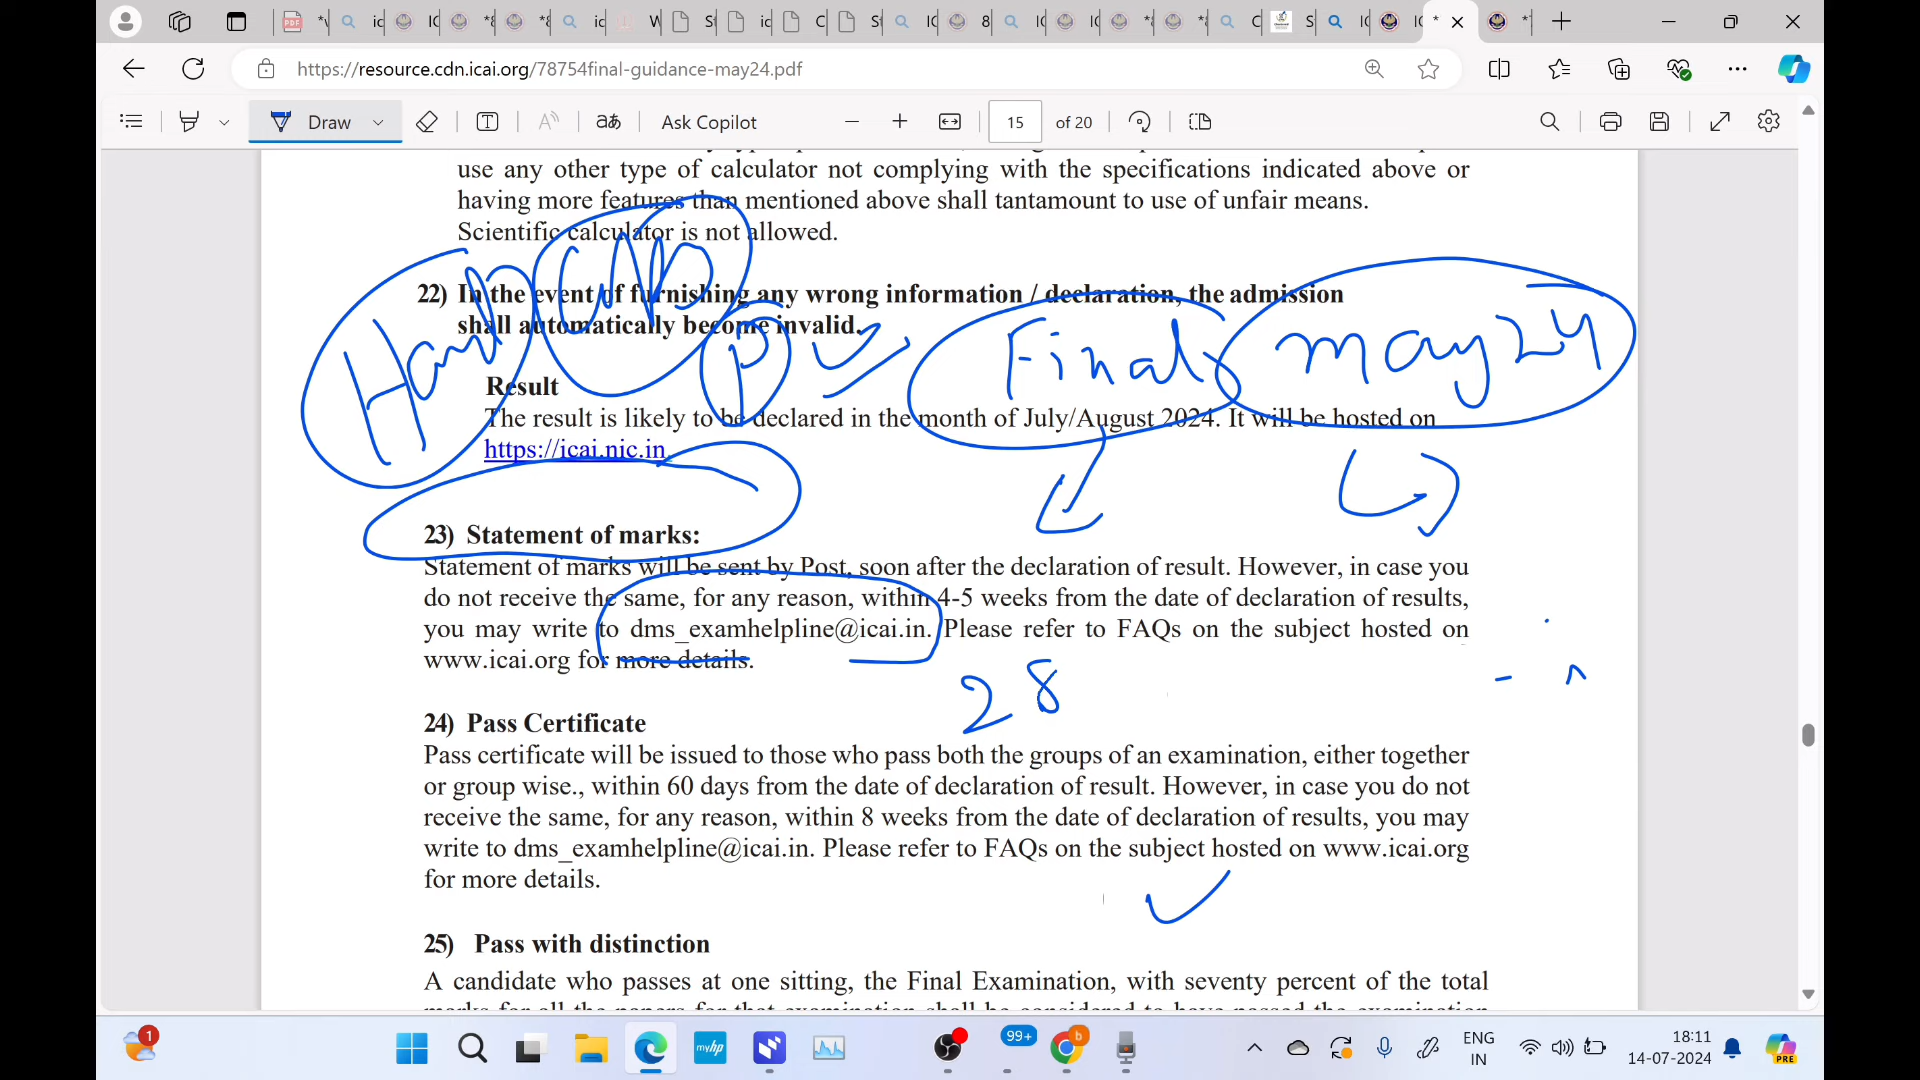 https://resource.cdn.icai.org/78754final-guidance-may24.pdf
Draw
Ask Copilot
15 of 20
use any other type of calculator not complying with the specifications indicated above or
having more features than mentioned above shall tantamount to use of unfair means.
Scientific calculator is not allowed.
22) In the event of furnishing any wrong information / declaration, the admission
shall automatically become invalid.
Hard
P
Final
may 24
Result
The result is likely to be declared in the month of July/August 2024. It will be hosted on
https://icai.nic.in
23) Statement of marks:
Statement of marks will be sent by Post, soon after the declaration of result. However, in case you
do not receive the same, for any reason, within 4-5 weeks from the date of declaration of results,
you may write to dms_examhelpline@icai.in. Please refer to FAQs on the subject hosted on
www.icai.org for more details.
28
24) Pass Certificate
Pass certificate will be issued to those who pass both the groups of an examination, either together
or group wise., within 60 days from the date of declaration of result. However, in case you do not
receive the same, for any reason, within 8 weeks from the date of declaration of results, you may
write to dms_examhelpline@icai.in. Please refer to FAQs on the subject hosted on www.icai.org
for more details.
25) Pass with distinction
A candidate who passes at one sitting, the Final Examination, with seventy percent of the total
1
myhp
99+
ENG
IN
18:11
14-07-2024
PRE